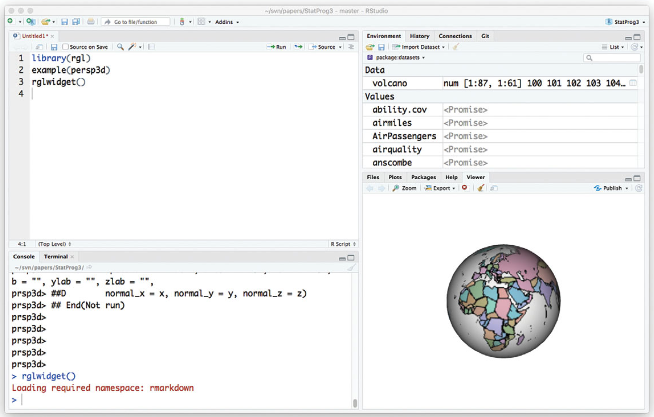 ~/svn/papers/StatProg3 - master - RStudio
Go to file/function
Addins
StatProg3
Untitled1*
Source on Save
Run
Source
1 library(rgl)
2 example(persp3d)
3 rglwidget()
4
4:1 (Top Level) R Script
Console Terminal
~/svn/papers/StatProg3/
b = "", ylab = "", zlab = "",
prsp3d> ##D normal_x = x, normal_y = y, normal_z = z)
prsp3d> ## End(Not run)
prsp3d>
prsp3d>
prsp3d>
prsp3d>
prsp3d>
> rglwidget()
Loading required namespace: rmarkdown
>
Environment History Connections Git
Import Dataset List
package:datasets
Data
volcano num [1:87, 1:61] 100 101 102 103 104…
Values
ability.cov <Promise>
airmiles <Promise>
AirPassengers <Promise>
airquality <Promise>
anscombe <Promise>
Files Plots Packages Help Viewer
Zoom Export Publish